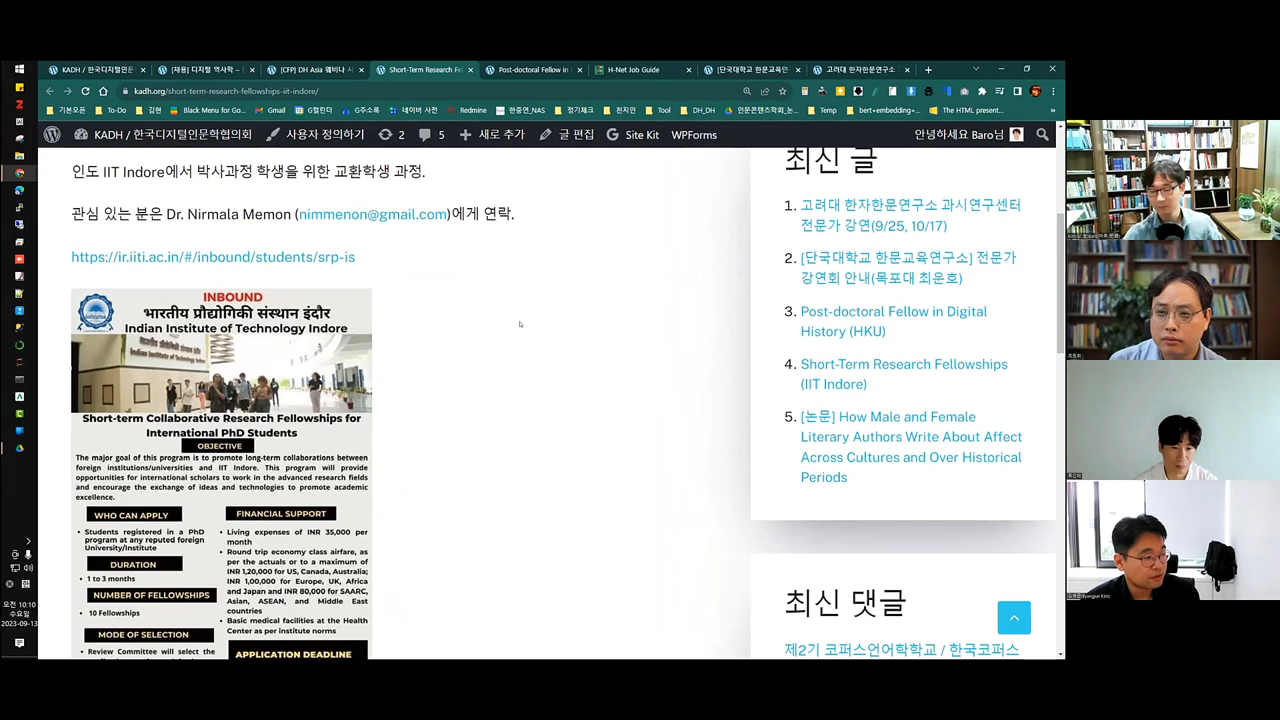 KADH / 한국디지털인문
[채용] 디지털 역사학 –
[CFP] DH Asia 웨비나 시
Short-Term Research Fe
Post-doctoral Fellow in
H-Net Job Guide
[단국대학교 한문교육연
고려대 한자한문연구소
kadh.org/short-term-research-fellowships-iit-indore/
기본오픈
To-Do
김현
Black Menu for Go...
Gmail
G캘린더
G주소록
네이버 사전
Redmine
한중연_NAS
정기체크
천지인
Tool
DH_DH
인문콘텐츠학회_논...
Temp
bert+embedding+...
The HTML present...
KADH / 한국디지털인문학협의회
사용자 정의하기
2
5
새로 추가
글 편집
Site Kit
WPForms
안녕하세요 Baro님
인도 IIT Indore에서 박사과정 학생을 위한 교환학생 과정.
관심 있는 분은 Dr. Nirmala Memon (nimmenon@gmail.com)에게 연락.
https://ir.iiti.ac.in/#/inbound/students/srp-is
INBOUND
भारतीय प्रौद्योगिकी संस्थान इंदौर
Indian Institute of Technology Indore
Short-term Collaborative Research Fellowships for
International PhD Students
OBJECTIVE
The major goal of this program is to promote long-term collaborations between
foreign institutions/universities and IIT Indore. This program will provide
opportunities for international scholars to work in the advanced research fields
and encourage the exchange of ideas and technologies to promote academic
excellence.
WHO CAN APPLY
• Students registered in a PhD
program at any reputed foreign
University/Institute
DURATION
• 1 to 3 months
NUMBER OF FELLOWSHIPS
• 10 Fellowships
MODE OF SELECTION
• Review Committee will select the
FINANCIAL SUPPORT
• Living expenses of INR 35,000 per
month
• Round trip economy class airfare, as
per the actuals or to a maximum of
INR 1,20,000 for US, Canada, Australia;
INR 1,00,000 for Europe, UK, Africa
and Japan and INR 80,000 for SAARC,
Asian, ASEAN, and Middle East
countries
• Basic medical facilities at the Health
Center as per institute norms
APPLICATION DEADLINE
최신 글
1. 고려대 한자한문연구소 과시연구센터
전문가 강연(9/25, 10/17)
2. [단국대학교 한문교육연구소] 전문가
강연회 안내(목포대 최운호)
3. Post-doctoral Fellow in Digital
History (HKU)
4. Short-Term Research Fellowships
(IIT Indore)
5. [논문] How Male and Female
Literary Authors Write About Affect
Across Cultures and Over Historical
Periods
최신 댓글
제2기 코퍼스언어학학교 / 한국코퍼스
오전 10:10
수요일
2023-09-13